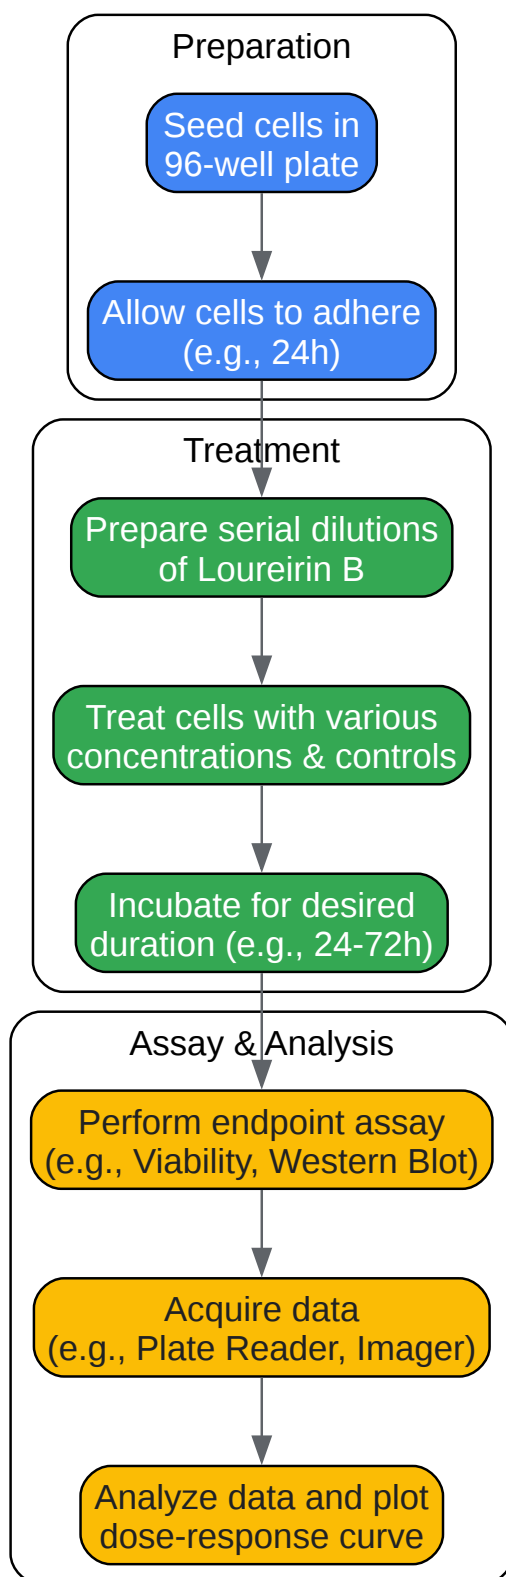 Preparation
Seed cells in
96-well plate
Allow cells to adhere
(e.g., 24h)
Treatment
Prepare serial dilutions
of Loureirin B
Treat cells with various
concentrations & controls
Incubate for desired
duration (e.g., 24-72h)
Assay & Analysis
Perform endpoint assay
(e.g., Viability, Western Blot)
Acquire data
(e.g., Plate Reader, Imager)
Analyze data and plot
dose-response curve